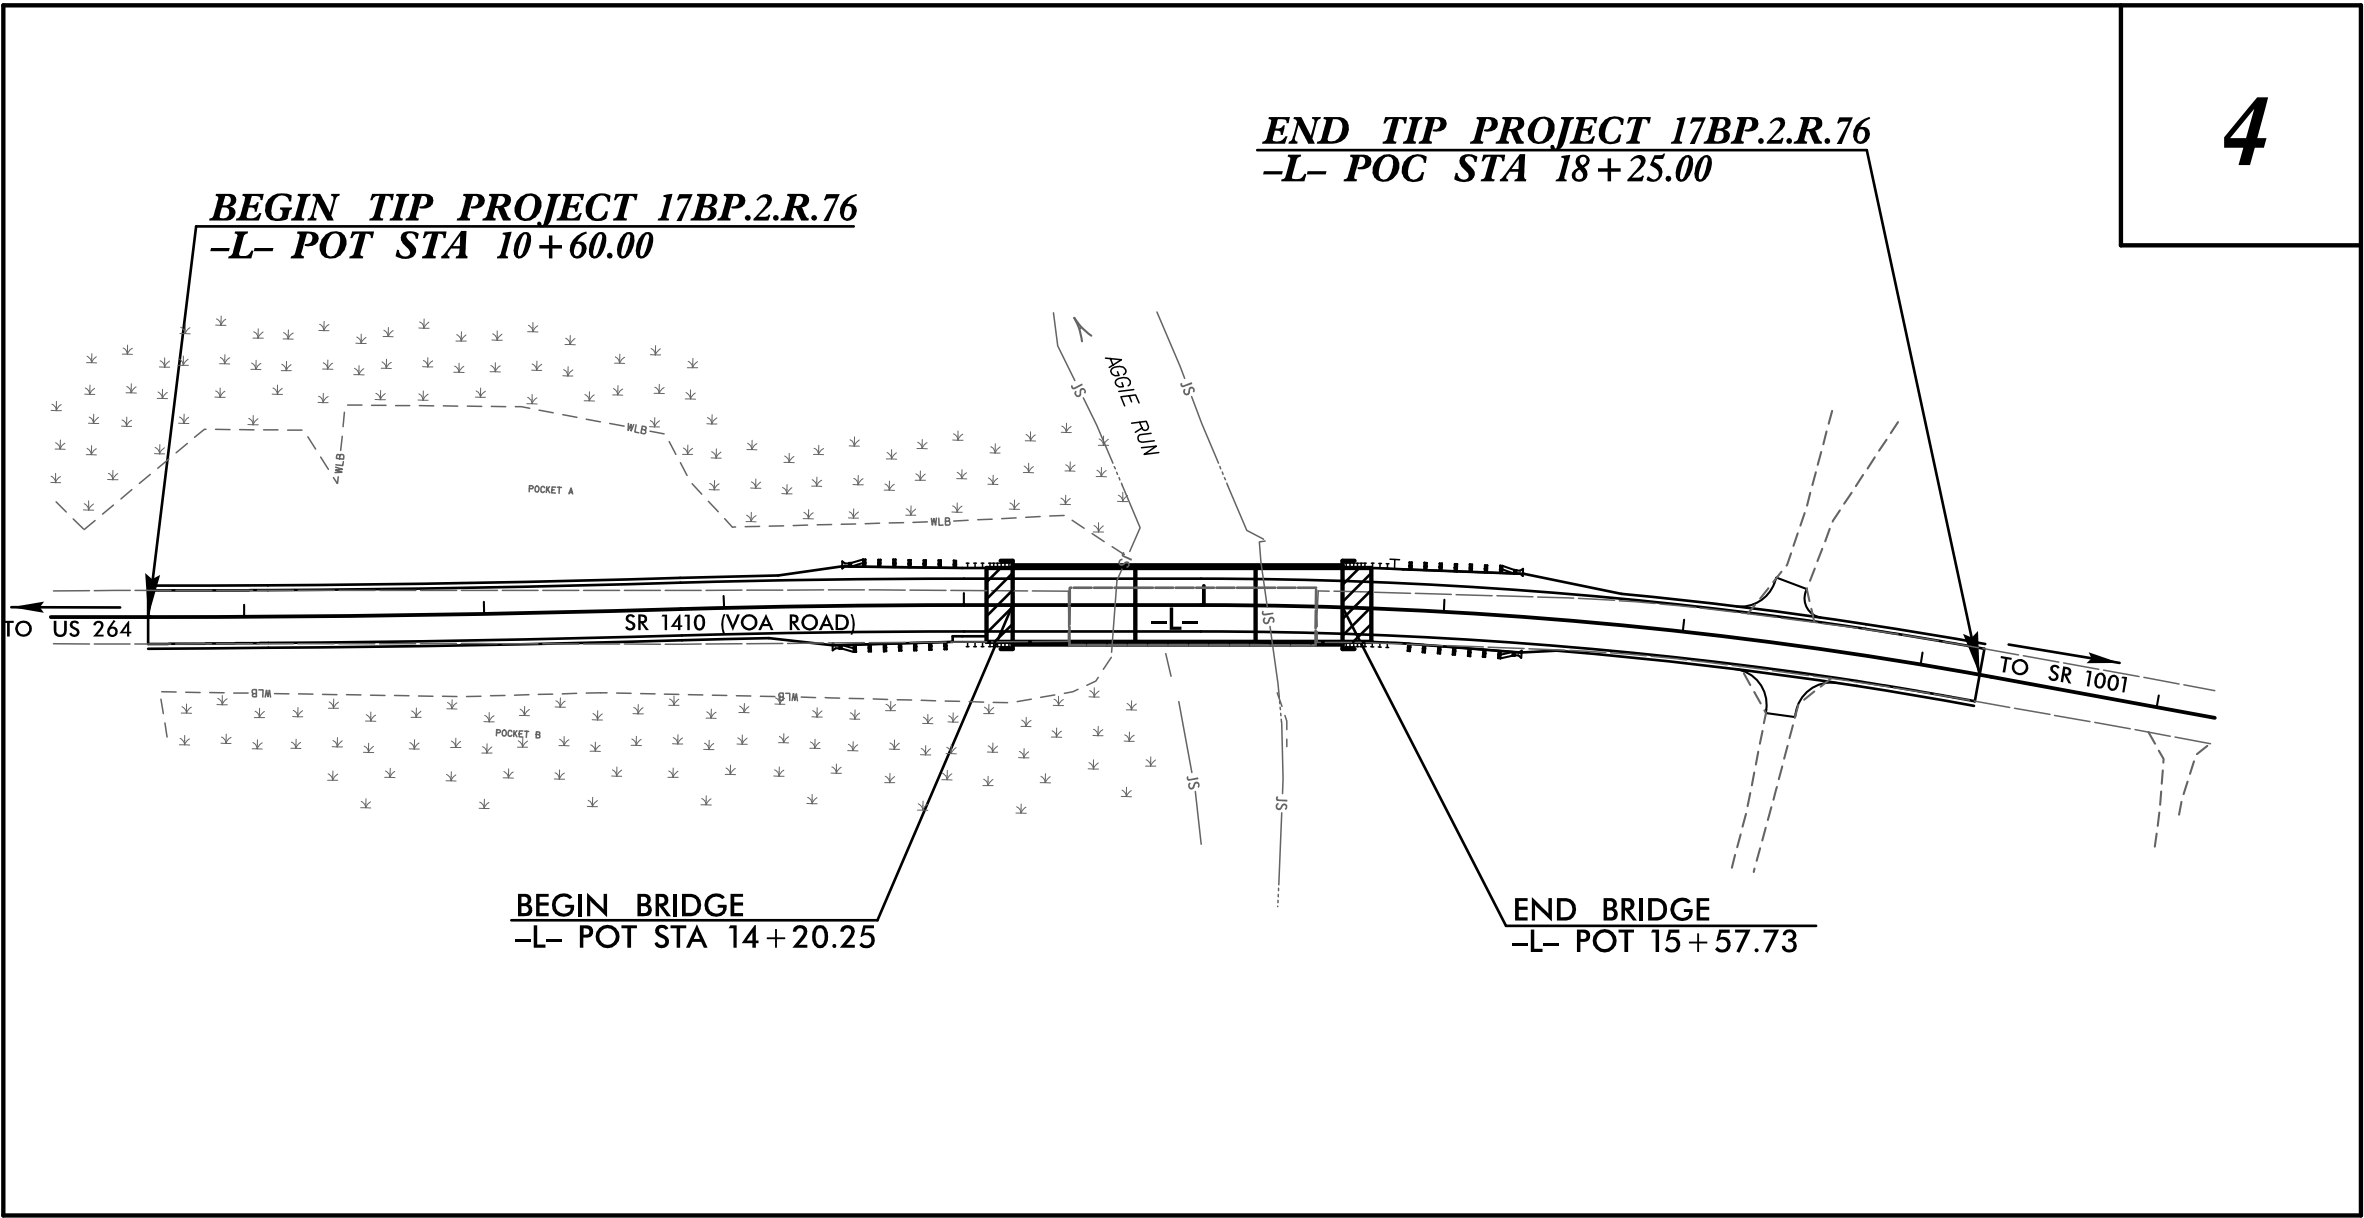 4
END TIP PROJECT 17BP.2.R.76
–L– POC STA 18+25.00
BEGIN TIP PROJECT 17BP.2.R.76
–L– POT STA 10+60.00
AGGIE RUN
JS
JS
WLB
WLB
POCKET A
WLB
JS
TO US 264
SR 1410 (VOA ROAD)
–L–
JS
TO SR 1001
WLB
WLB
POCKET B
JS
JS
BEGIN BRIDGE
–L– POT STA 14+20.25
END BRIDGE
–L– POT 15+57.73